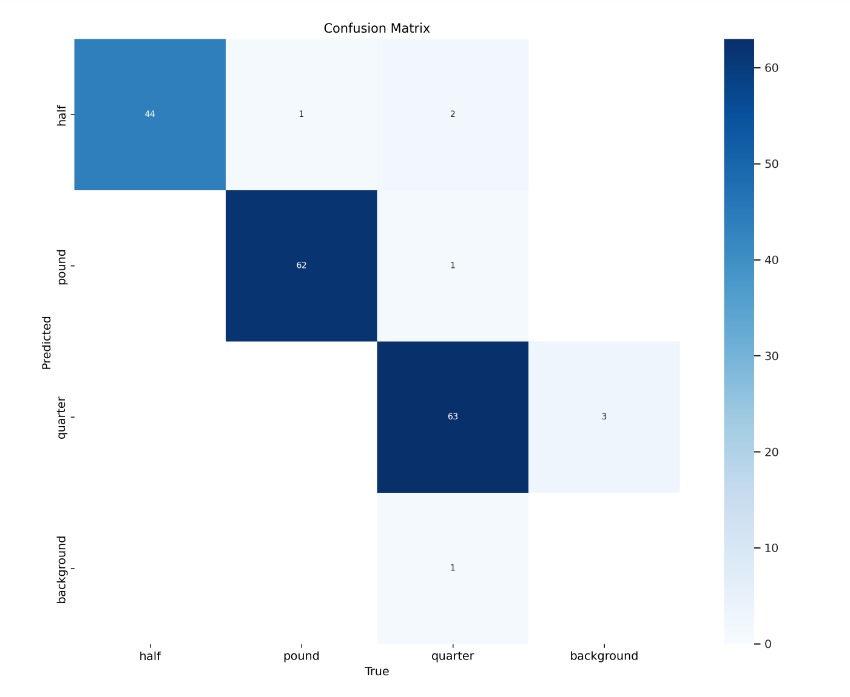 Confusion Matrix
half
44
1
2
pound
62
1
Predicted
quarter
63
3
background
1
half
pound
quarter
background
True
60
50
40
30
20
10
0